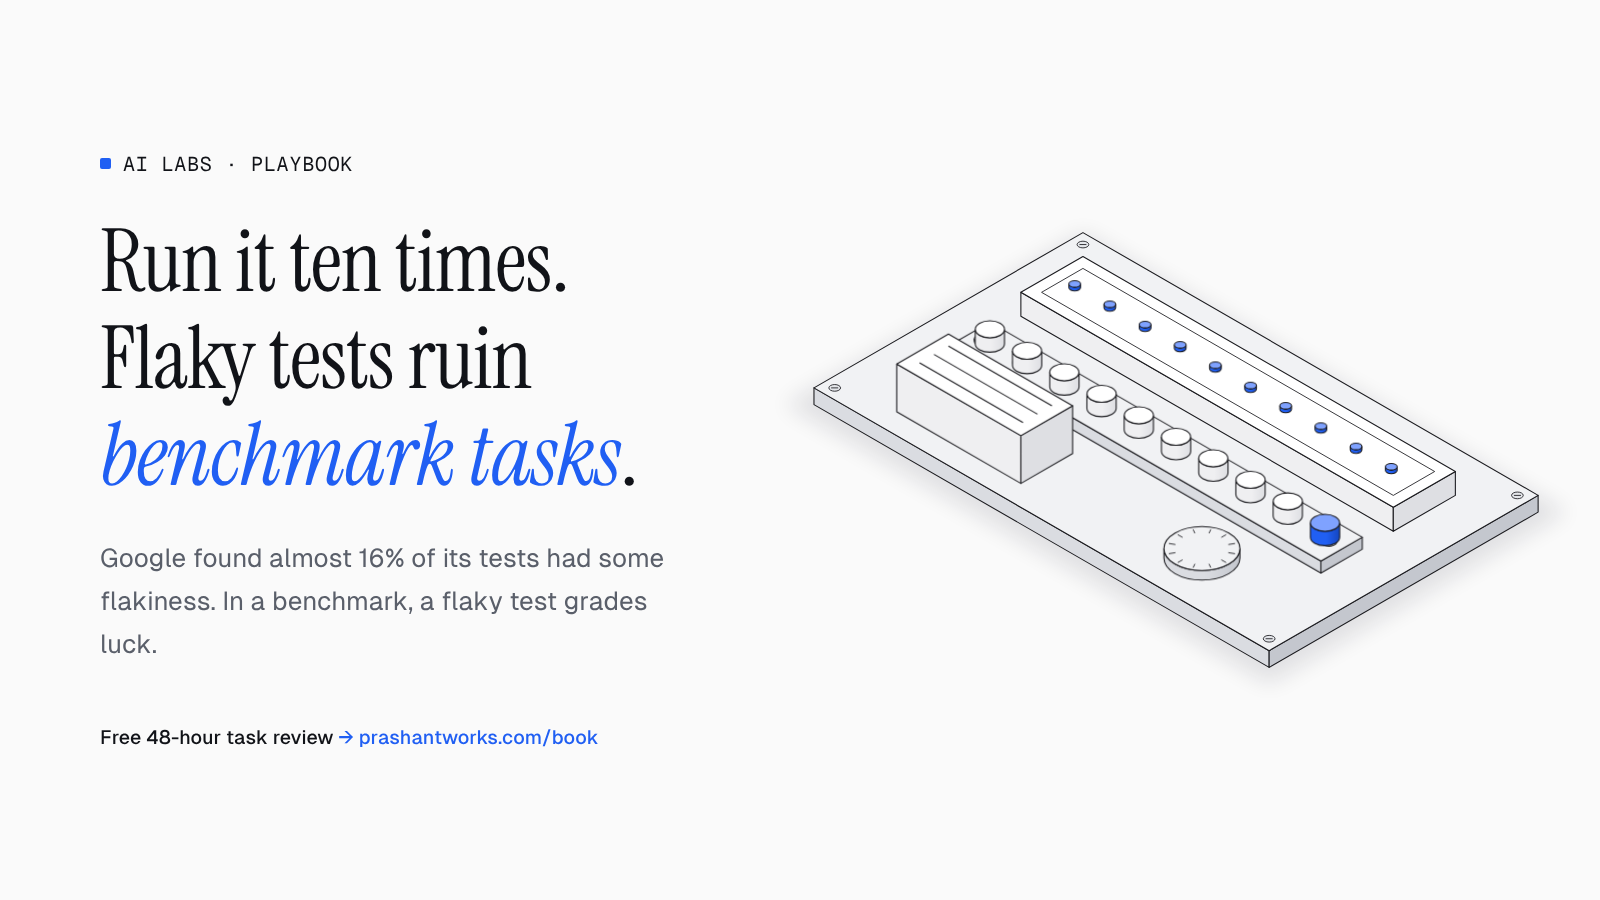 AI LABS · PLAYBOOK
Run it ten times.
Flaky tests ruin
benchmark tasks.
Google found almost 16% of its tests had some
flakiness. In a benchmark, a flaky test grades
luck.
Free 48-hour task review → prashantworks.com/book